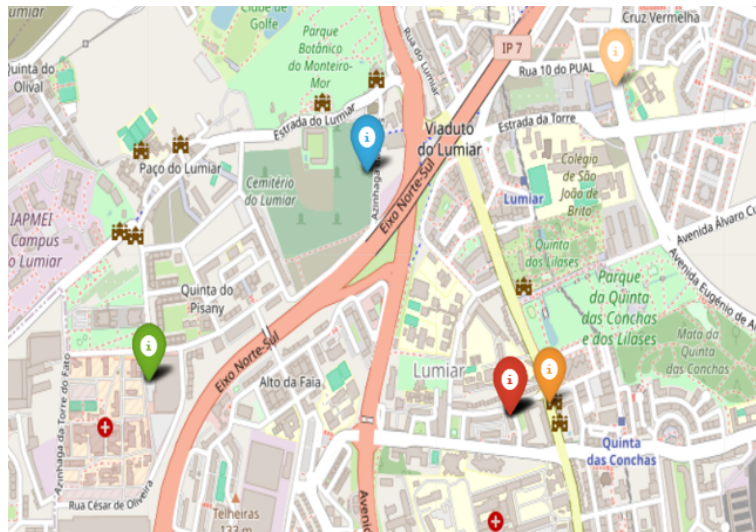 Clube de
Golfe
Parque
Botânico
do Monteiro-
Mor
Rua do Lumiar
IP 7
Cruz Vermelha
Quinta do
Olival
Rua 10 do PUAL
Estrada do Lumiar
Viaduto
do Lumiar
Estrada da Torre
Paço do Lumiar
Cemitério
do Lumiar
Azinhaga
Eixo Norte-Sul
Colégio
de São
João de
Brito
Lumiar
IAPMEI
Campus
do Lumiar
Avenida Álvaro Cu
Quinta
dos Lilases
Avenida Eugénio de A
Quinta do
Pisany
Parque
da Quinta
das Conchas
e dos Lilases
Mata da
Quinta
das Conchas
Eixo Norte-Sul
Alto da Faia
Lumiar
Azinhaga da Torre do Fato
Quinta
das Conchas
Rua César de Oliveira
Telheiras
133 m
Aveni